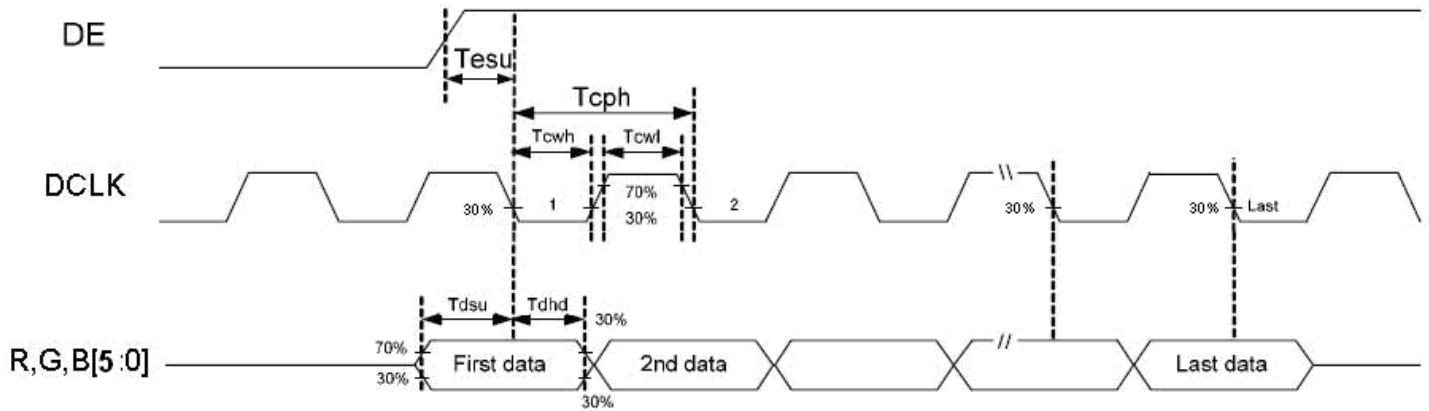 DE
Tesu
Tcph
Tcwh
Tcwl
DCLK
30%
1
70%
30%
2
30%
30%
Last
Tdsu
Tdhd
30%
R,G,B[5:0]
70%
30%
First data
2nd data
//
Last data
30%